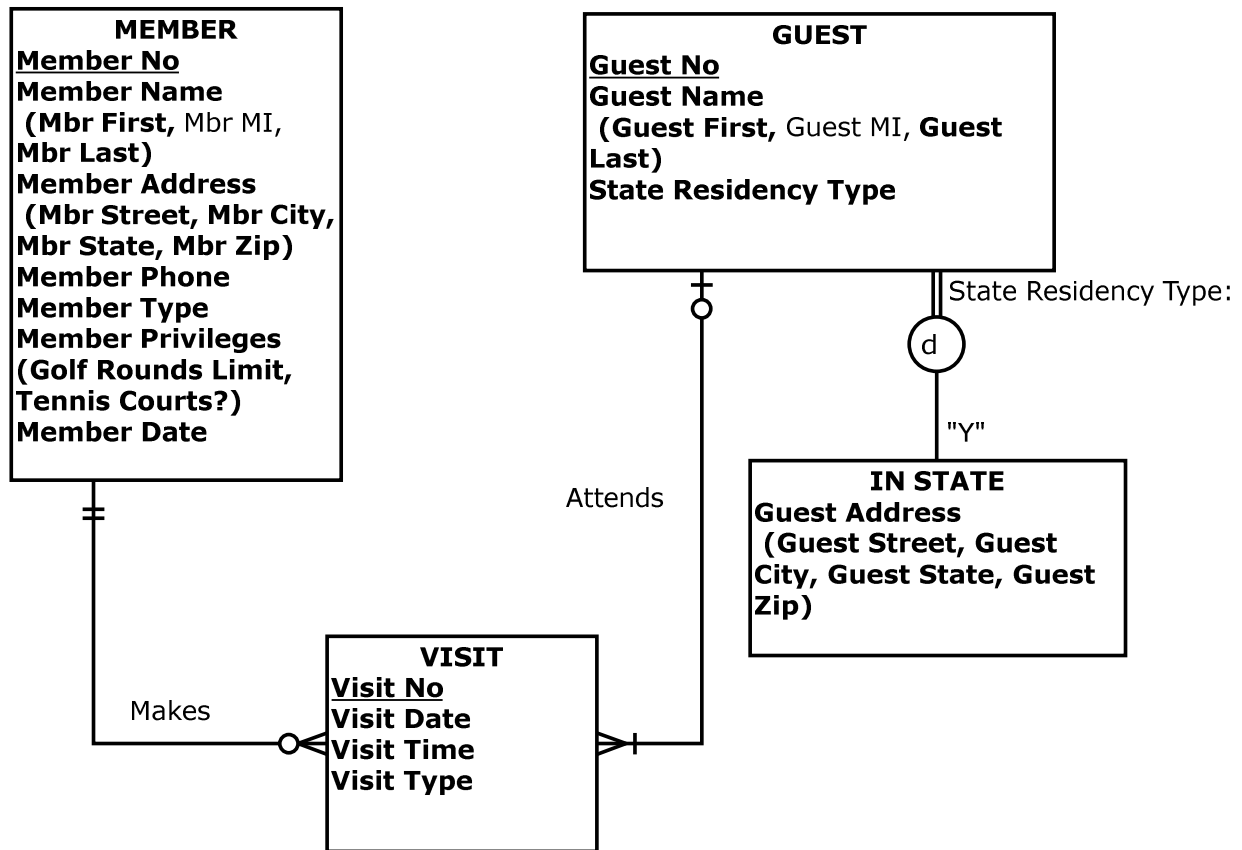 MEMBER
Member No
Member Name
(Mbr First, Mbr MI,
Mbr Last)
Member Address
(Mbr Street, Mbr City,
Mbr State, Mbr Zip)
Member Phone
Member Type
Member Privileges
(Golf Rounds Limit,
Tennis Courts?)
Member Date
GUEST
Guest No
Guest Name
(Guest First, Guest MI, Guest
Last)
State Residency Type
State Residency Type:
d
"Y"
IN STATE
Guest Address
(Guest Street, Guest
City, Guest State, Guest
Zip)
Attends
Makes
VISIT
Visit No
Visit Date
Visit Time
Visit Type